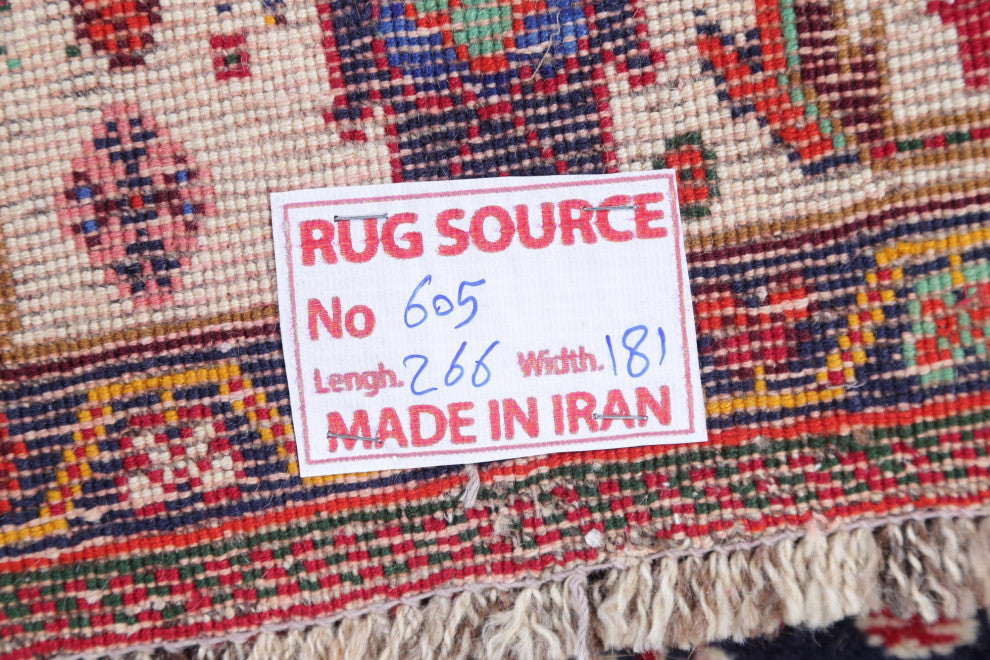 RUG SOURCE
No 605
Lengh. 266 Width. 181
MADE IN IRAN